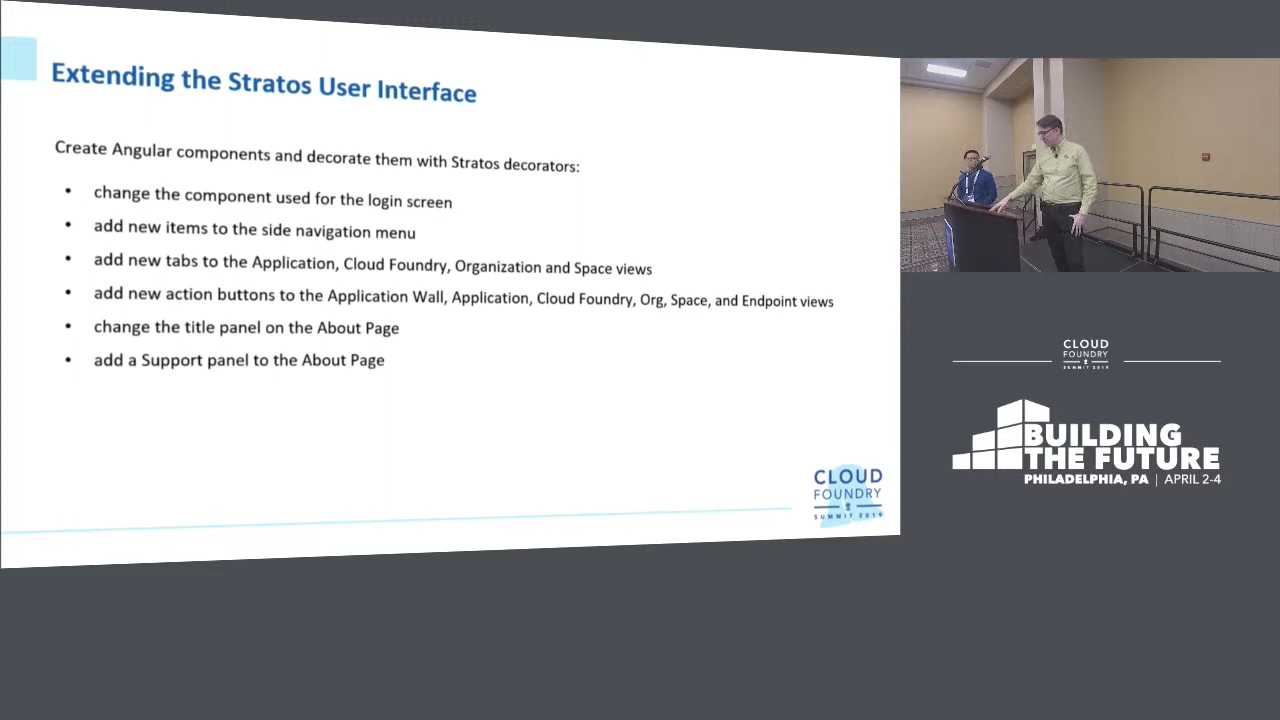 Extending the Stratos User Interface
Create Angular components and decorate them with Stratos decorators:
• change the component used for the login screen
• add new items to the side navigation menu
• add new tabs to the Application, Cloud Foundry, Organization and Space views
• add new action buttons to the Application Wall, Application, Cloud Foundry, Org, Space, and Endpoint views
• change the title panel on the About Page
• add a Support panel to the About Page
CLOUD
FOUNDRY
SUMMIT 2019
CLOUD
FOUNDRY
SUMMIT 2019
BUILDING
THE FUTURE
PHILADELPHIA, PA | APRIL 2-4